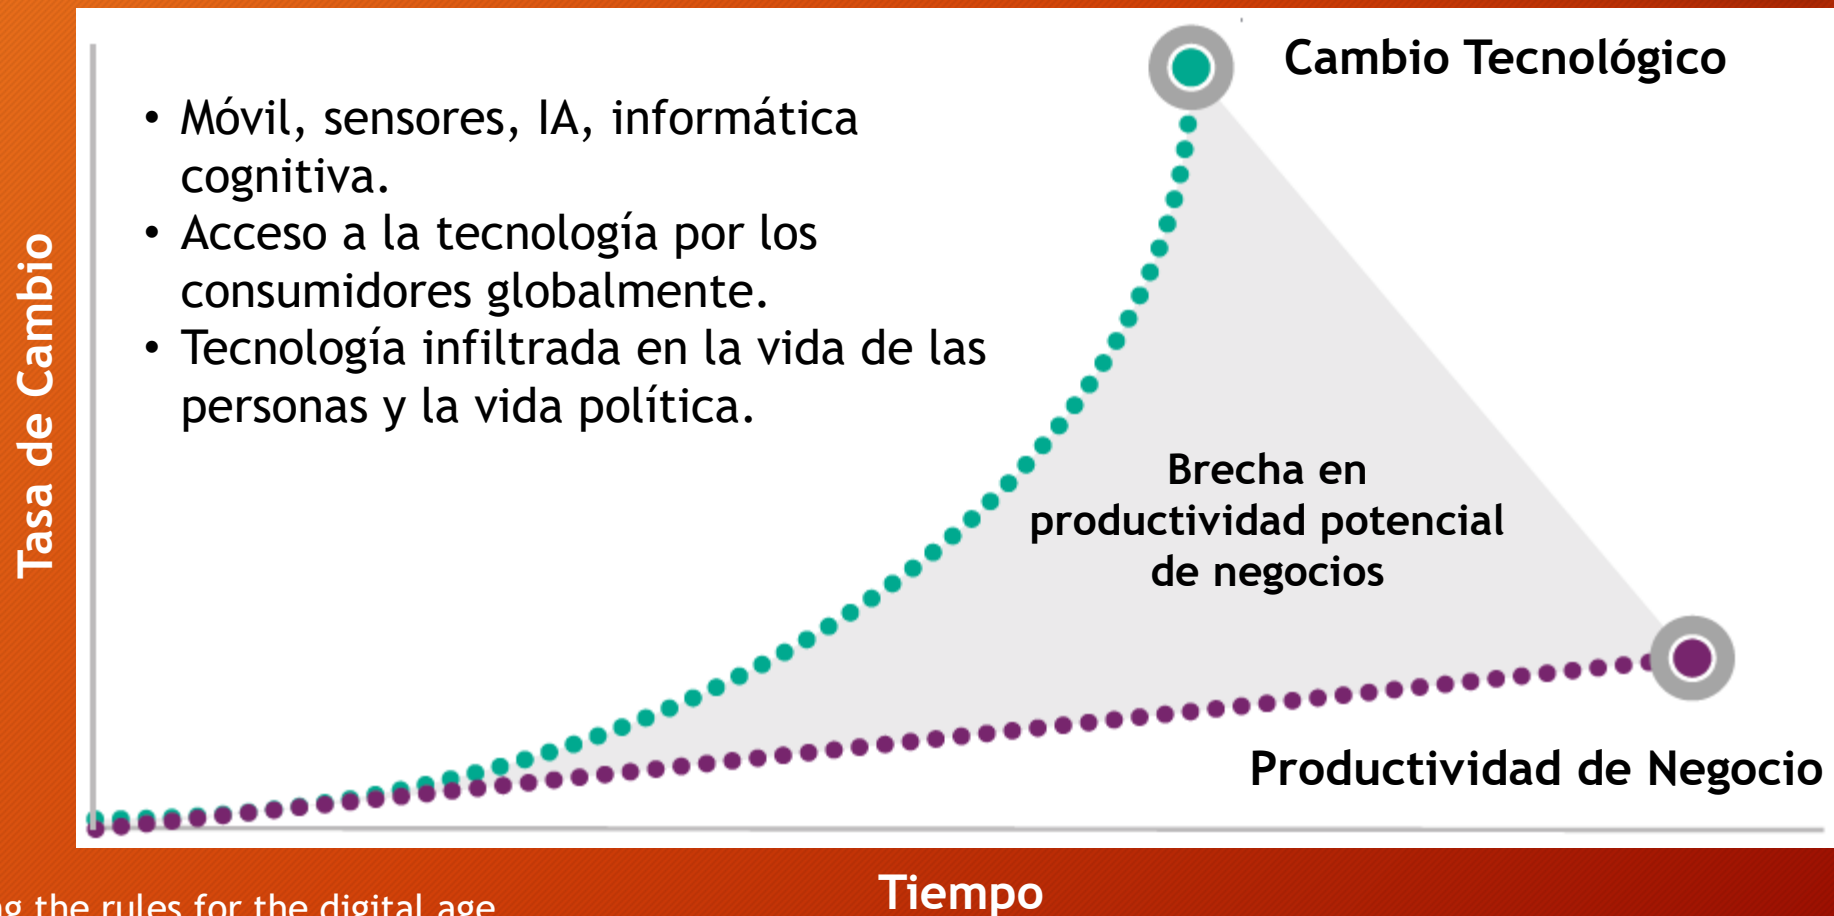 Cambio Tecnológico
• Móvil, sensores, IA, informática
cognitiva.
• Acceso a la tecnología por los
consumidores globalmente.
• Tecnología infiltrada en la vida de las
personas y la vida política.
Tasa de Cambio
Brecha en
productividad potencial
de negocios
Productividad de Negocio
Tiempo
the rules for the digital age